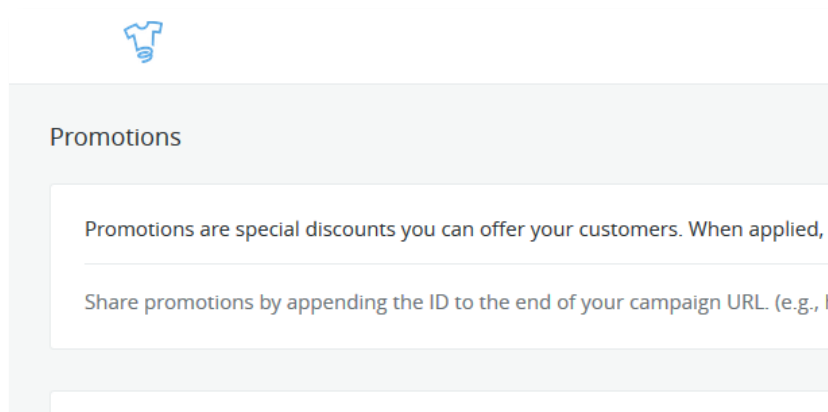 Promotions
Promotions are special discounts you can offer your customers. When applied,
Share promotions by appending the ID to the end of your campaign URL. (e.g.,